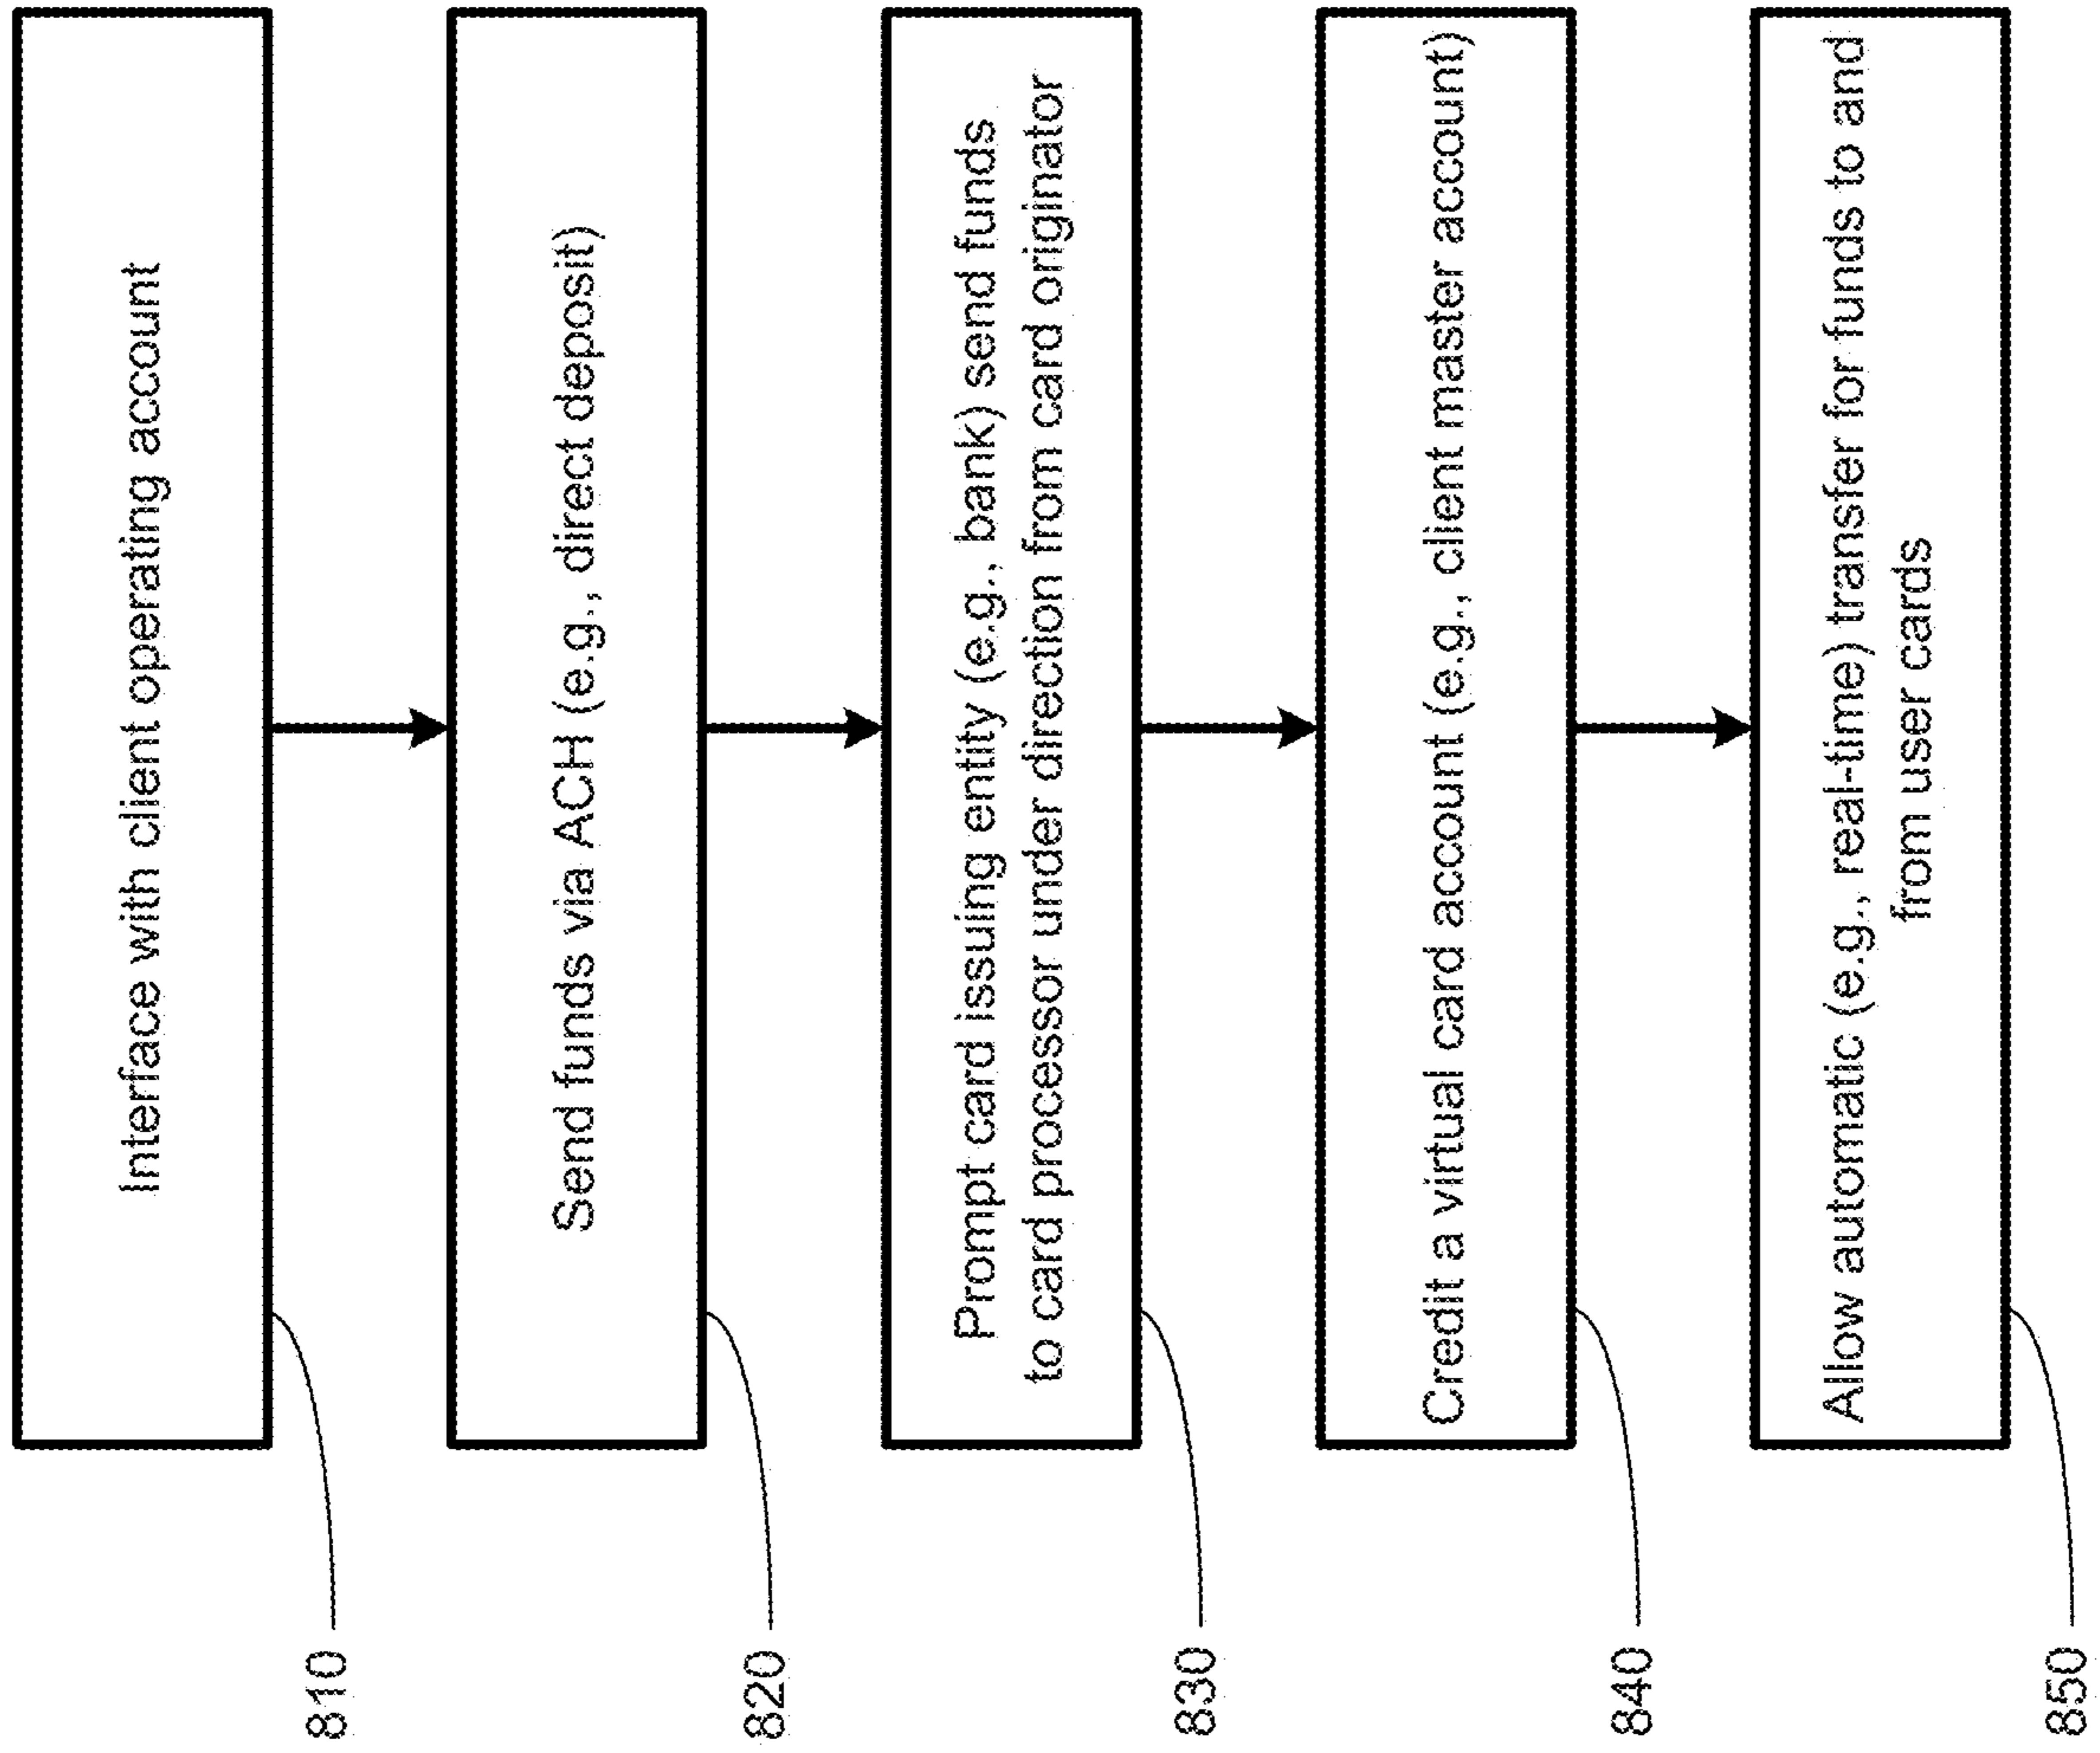 Interface with client operating account
810
Send funds via ACH (e.g., direct deposit)
820
Prompt card issuing entity (e.g., bank) send funds
to card processor under direction from card originator
830
Credit a virtual card account (e.g., client master account)
840
Allow automatic (e.g., real-time) transfer for funds to and
from user cards
850